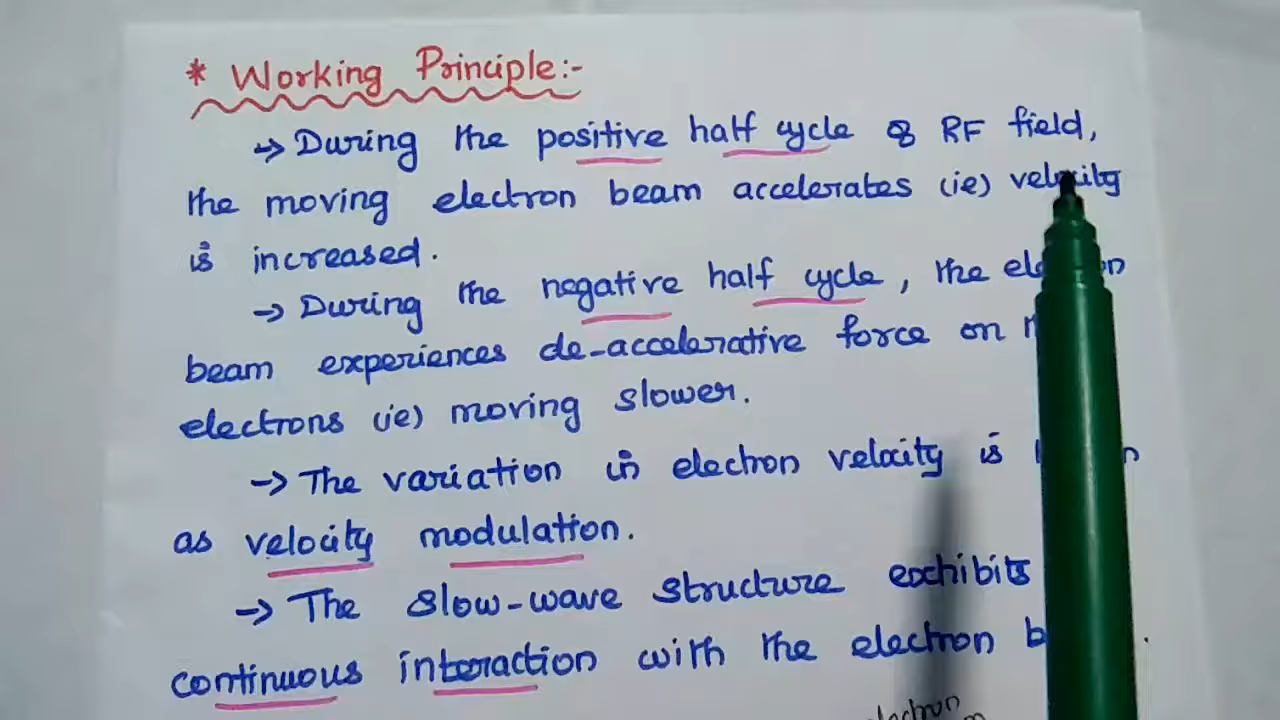 * Working Principle:-
→ During the positive half cycle of RF field,
the moving electron beam accelerates (ie) velocity
is increased.
→ During the negative half cycle, the
beam experiences de-accelerative force on
electrons (ie) moving slower.
→ The variation in electron velocity is
as velocity modulation.
→ The slow-wave structure exhibits
continuous interaction with the electron
electron